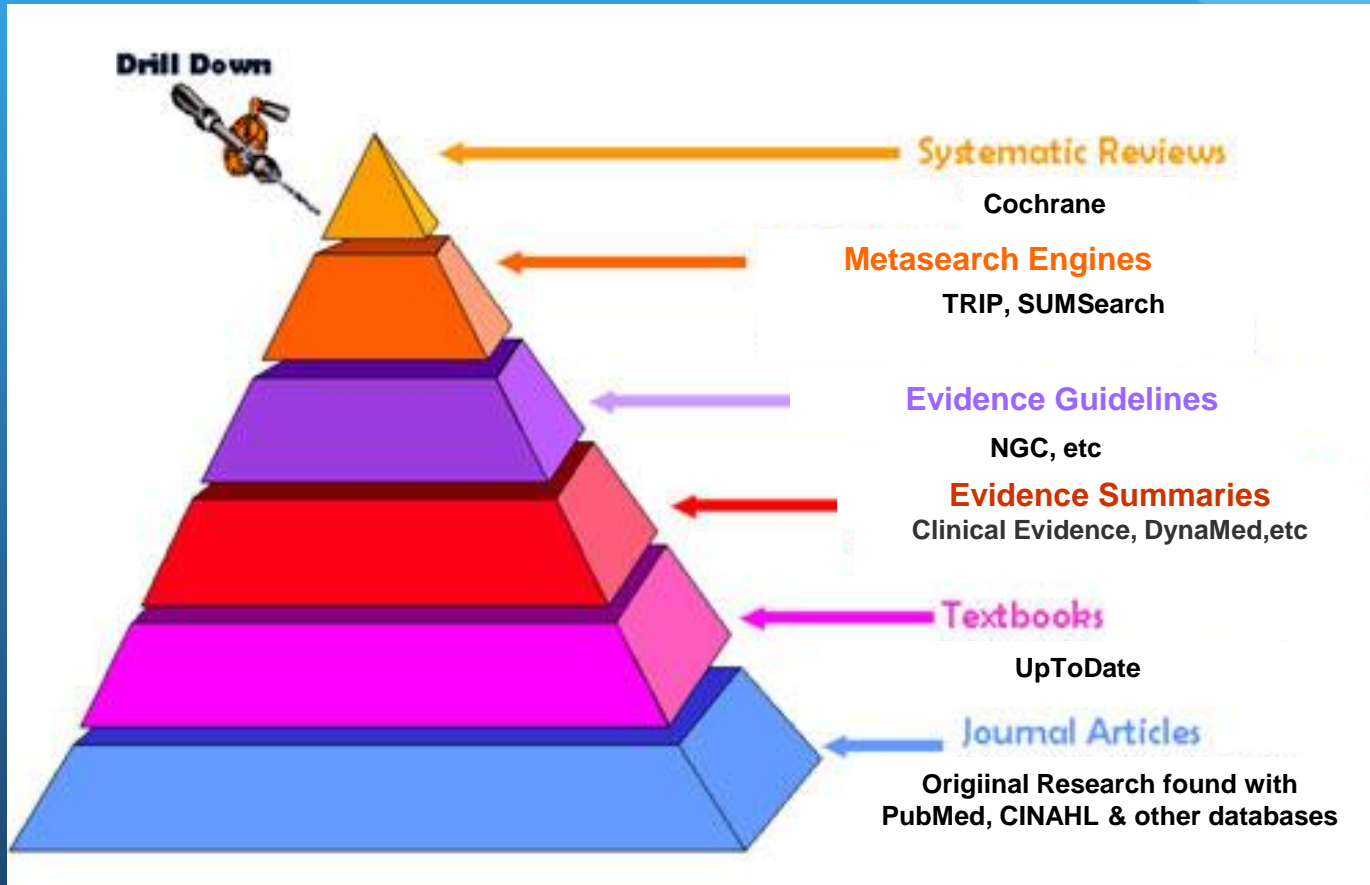 Drill Down
Systematic Reviews
Cochrane
Metasearch Engines
TRIP, SUMSearch
Evidence Guidelines
NGC, etc
Evidence Summaries
Clinical Evidence, DynaMed,etc
Textbooks
UpToDate
Journal Articles
Origiinal Research found with
PubMed, CINAHL & other databases